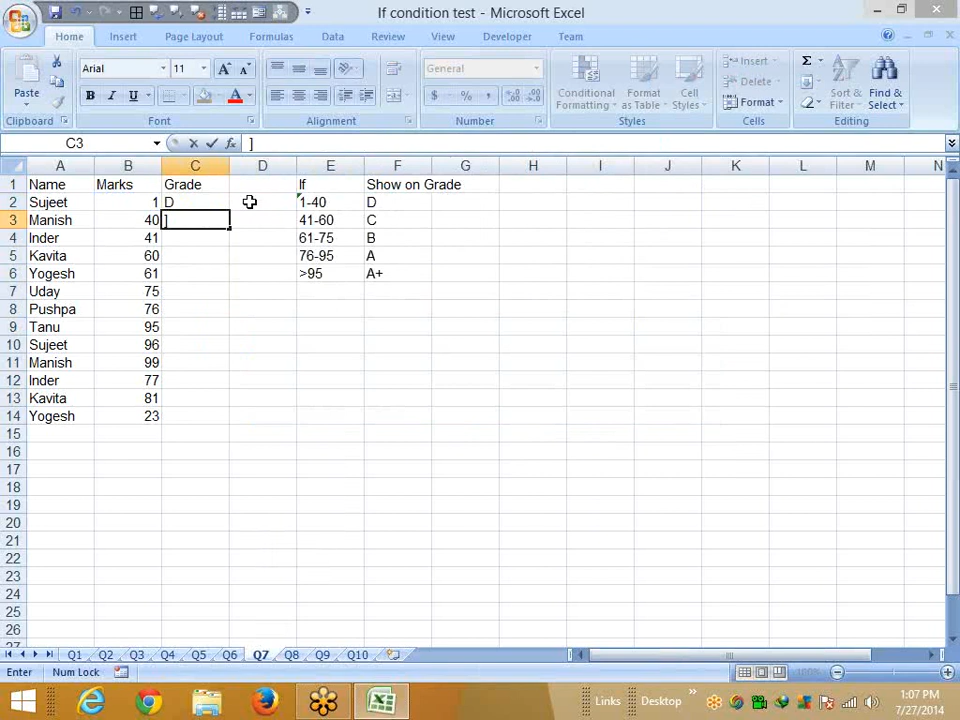 If condition test - Microsoft Excel
Home Insert Page Layout Formulas Data Review View Developer Team
Paste
Clipboard
Arial 11
B I U
Font
Alignment
General
$ % ,
Number
Conditional Formatting
Format as Table
Cell Styles
Styles
Insert
Delete
Format
Cells
Sort & Filter
Find & Select
Editing
C3 fx ]
A B C D E F G H I J K L M N
1 Name Marks Grade If Show on Grade
2 Sujeet 1 D 1-40 D
3 Manish 40 ] 41-60 C
4 Inder 41 61-75 B
5 Kavita 60 76-95 A
6 Yogesh 61 >95 A+
7 Uday 75
8 Pushpa 76
9 Tanu 95
10 Sujeet 96
11 Manish 99
12 Inder 77
13 Kavita 81
14 Yogesh 23
15
16
17
18
19
20
21
22
23
24
25
26
27
Q1 Q2 Q3 Q4 Q5 Q6 Q7 Q8 Q9 Q10
Enter Num Lock 100%
Links Desktop 1:07 PM
7/27/2014